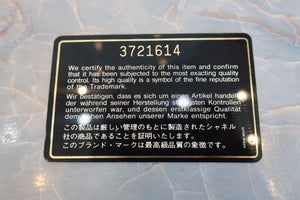 3721614
We certify the authenticity of this item and confirm
that it has been subjected to the most exacting quality
control. Its high quality is a symbol of the fine reputation
of the Trademark.
Wir bestätigen, dass es sich um einen Artikel handelt
der während seiner Herstellung strengsten Kontrollen
unterworfen war, und dessen erstklassige Qualität
dem hohen Ansehen unserer Marke entspricht.
この製品は厳しい管理のもとに製造されたシャネル
社の商品であることを証明いたします。
このブランド・マークは最高級品質の象徴です。